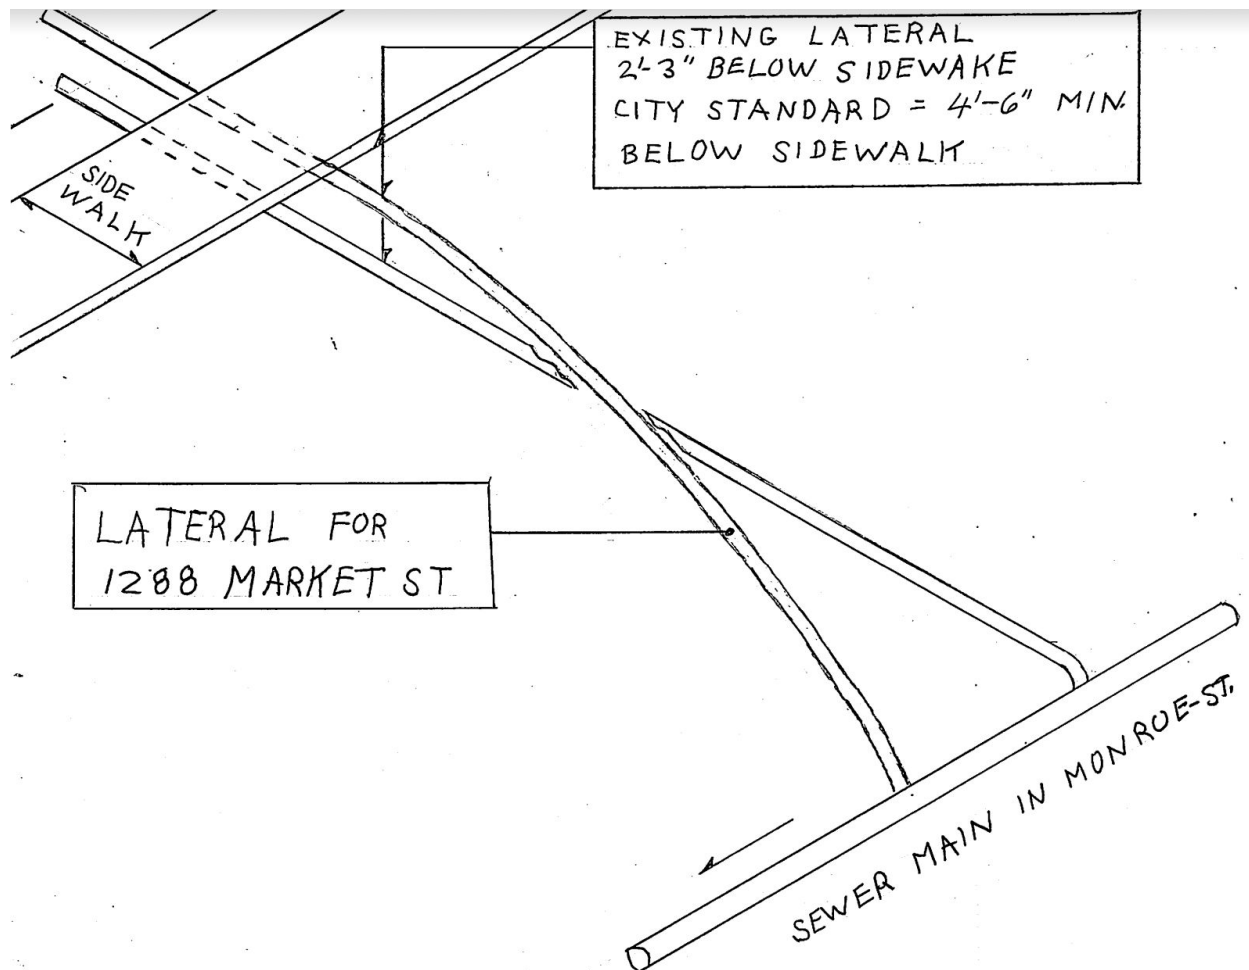 EXISTING LATERAL
2'-3" BELOW SIDEWAKE
CITY STANDARD = 4'-6" MIN.
BELOW SIDEWALK
SIDE
WALK
LATERAL FOR
1288 MARKET ST
SEWER MAIN IN MONROE-ST.